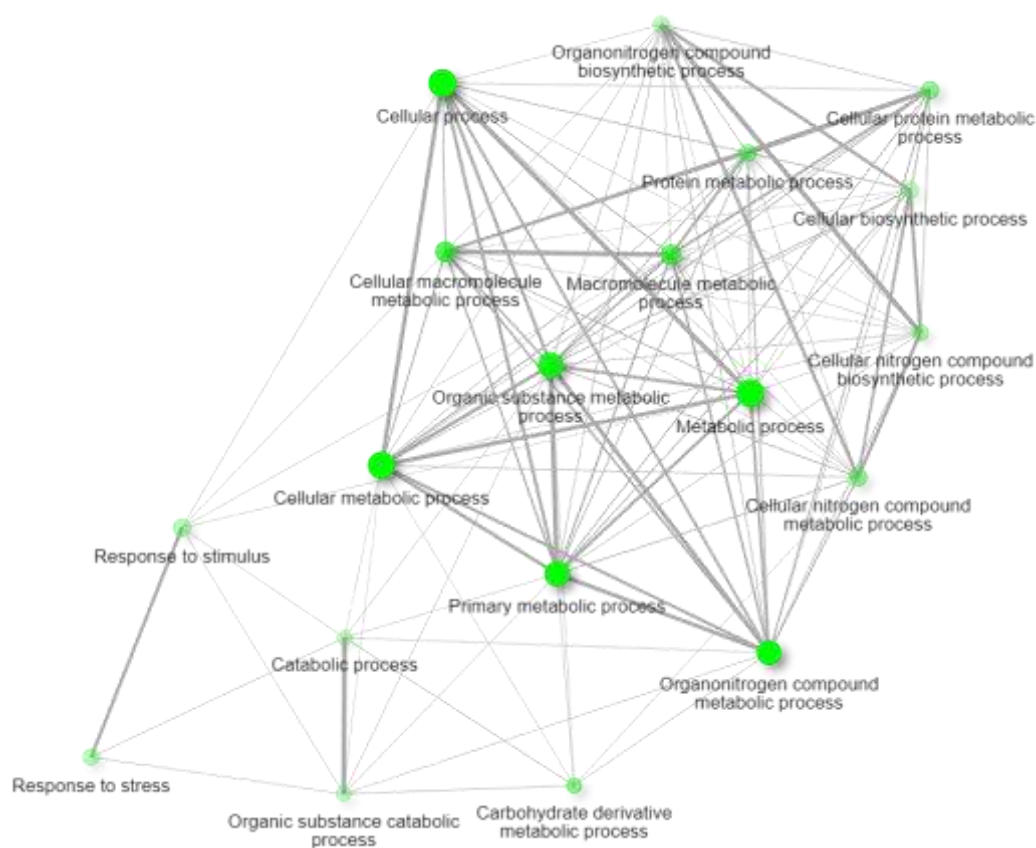 Organonitrogen compound
biosynthetic process
Cellular process
Cellular protein metabolic
process
Protein metabolic process
Cellular biosynthetic process
Cellular macromolecule
metabolic process
Macromolecule metabolic
process
Cellular nitrogen compound
biosynthetic process
Organic substance metabolic
process
Metabolic process
Cellular metabolic process
Cellular nitrogen compound
metabolic process
Response to stimulus
Primary metabolic process
Catabolic process
Organonitrogen compound
metabolic process
Response to stress
Organic substance catabolic
process
Carbohydrate derivative
metabolic process